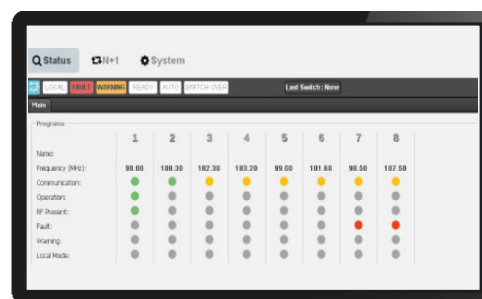 Status N+1 System
LOCAL FAULT WARNING READY AUTO SWITCH-OVER Last Switch: None
Main
Programs
1 2 3 4 5 6 7 8
Name:
Frequency (MHz): 98.00 100.30 102.30 103.20 99.00 101.60 98.50 107.50
Communication:
Operation:
RF Present:
Fault:
Warning:
Local Mode: